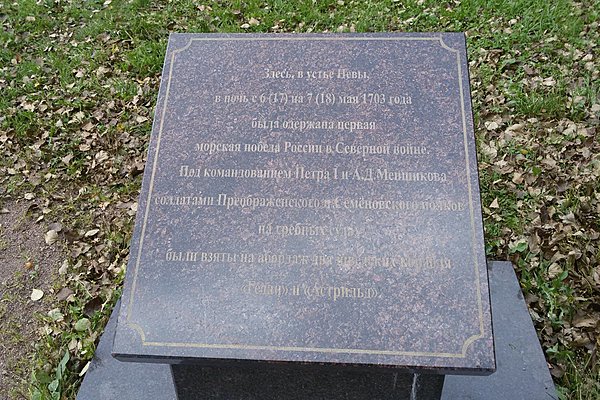 Здесь, в устье Невы,
в ночь с 6 (17) на 7 (18) мая 1703 года
была одержана первая
морская победа России в Северной войне.
Под командованием Петра I и А.Д.Меншикова
солдатами Преображенского и Семёновского полков
на гребных судах
были взяты на абордаж два шведских корабля
«Гедан» и «Астрильд».